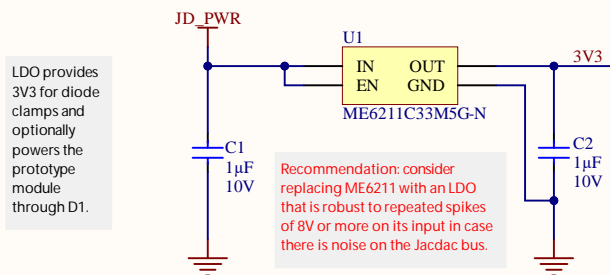 JD_PWR
U1
LDO provides
3V3 for diode
clamps and
optionally
powers the
prototype
module
through D1.
IN OUT
EN GND
3V3
ME6211C33M5G-N
C1
1µF
10V
C2
1µF
10V
Recommendation: consider
replacing ME6211 with an LDO
that is robust to repeated spikes
of 8V or more on its input in case
there is noise on the Jacdac bus.